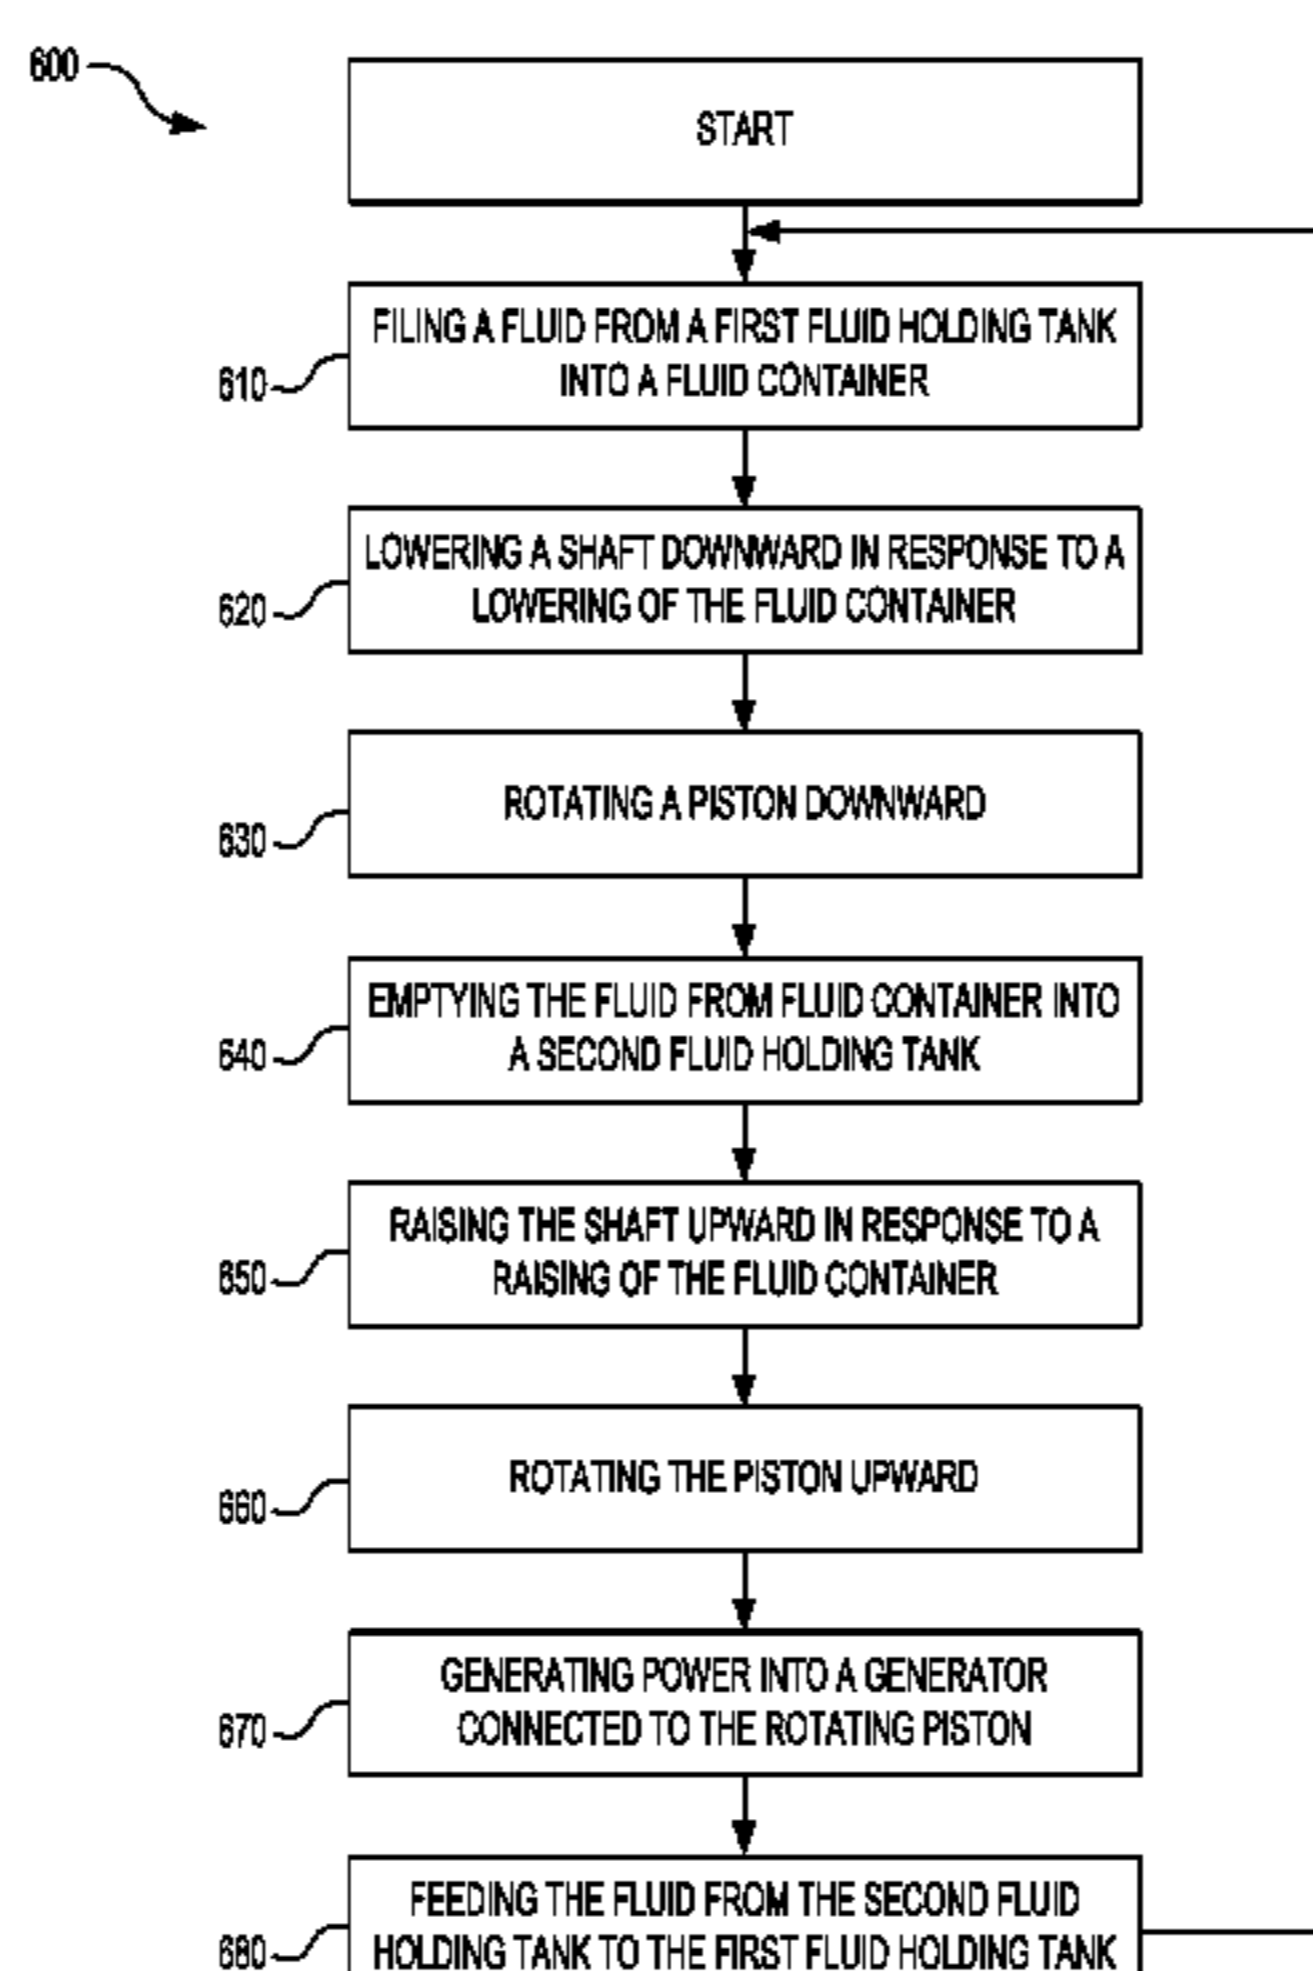 600
START
FILING A FLUID FROM A FIRST FLUID HOLDING TANK
INTO A FLUID CONTAINER
610
LOWERING A SHAFT DOWNWARD IN RESPONSE TO A
LOWERING OF THE FLUID CONTAINER
620
ROTATING A PISTON DOWNWARD
630
EMPTYING THE FLUID FROM FLUID CONTAINER INTO
A SECOND FLUID HOLDING TANK
640
RAISING THE SHAFT UPWARD IN RESPONSE TO A
RAISING OF THE FLUID CONTAINER
650
ROTATING THE PISTON UPWARD
660
GENERATING POWER INTO A GENERATOR
CONNECTED TO THE ROTATING PISTON
670
FEEDING THE FLUID FROM THE SECOND FLUID
HOLDING TANK TO THE FIRST FLUID HOLDING TANK
680